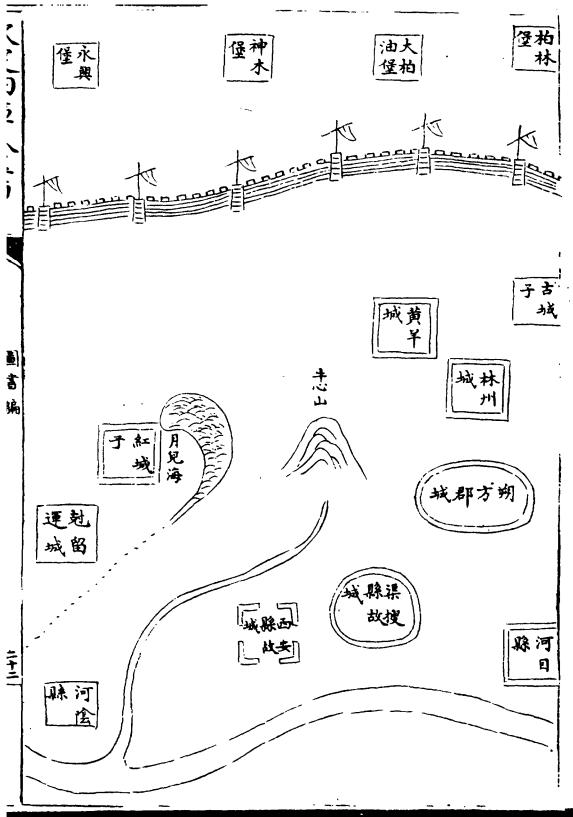 柏林堡
大柏油堡
神木堡
永興堡
古城子
黄羊城
林州城
牛心山
月兒海
紅城子
朔方郡城
尅留連城
渠搜縣故城
西安縣故城
河目縣
河陰縣
圖書編
二十二